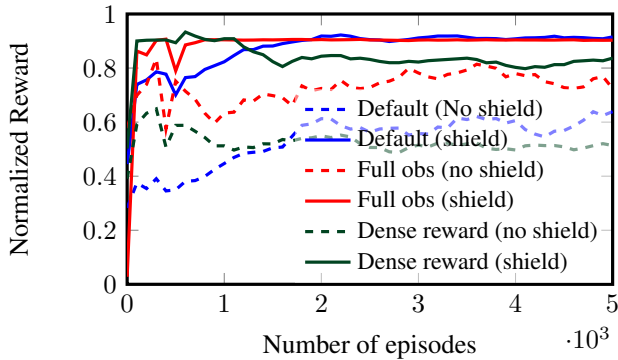 Normalized Reward
1
0.8
0.6
0.4
0.2
0
Default (No shield)
Default (shield)
Full obs (no shield)
Full obs (shield)
Dense reward (no shield)
Dense reward (shield)
0 1 2 3 4 5
Number of episodes
·10³